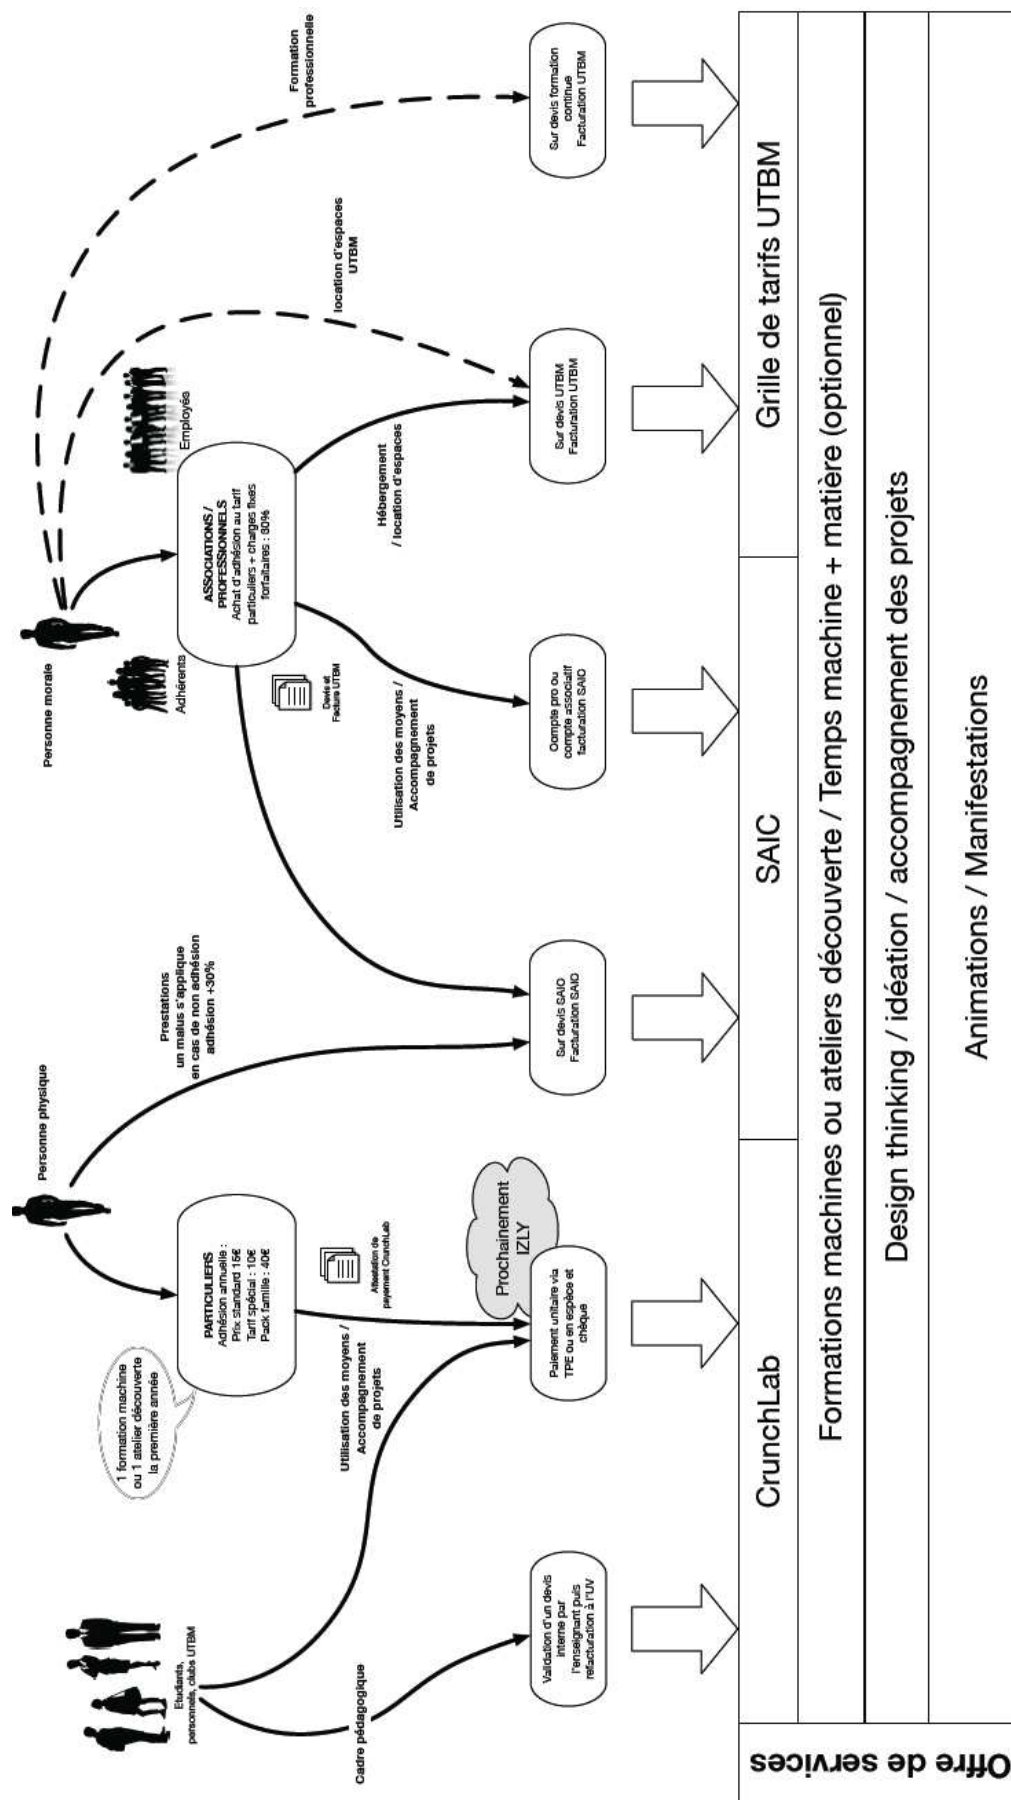 Etudiants,
personnels, clubs UTBM
1 formation machine
ou 1 atelier découverte
la première année
Personne physique
Personne morale
PARTICULIERS
Adhésion annuelle :
Prix standard 15€
Tarif spécial : 10€
Pack famille : 40€
Prestations
un malus s'applique
en cas de non adhésion
adhésion +30%
Adhérents
Employés
ASSOCIATIONS /
PROFESSIONNELS
Achat d'adhésion au tarif
particuliers + charges fixes
forfaitaires : 80%
Formation
professionnelle
location d'espaces
UTBM
Cadre pédagogique
Utilisation des moyens /
Accompagnement
de projets
Attestation de
payement CrunchLab
Devis et
Facture UTBM
Utilisation des moyens /
Accompagnement
de projets
Hébergement
/ location d'espaces
Prochainement
IZLY
Validation d'un devis
interne par
l'enseignant puis
refacturation à l'UV
Paiement unitaire via
TPE ou en espèce et
chèque
Sur devis SAIC
Facturation SAIC
Compte pro ou
compte associatif
facturation SAIC
Sur devis UTBM
Facturation UTBM
Sur devis formation
continue
Facturation UTBM
Offre de services
CrunchLab
SAIC
Grille de tarifs UTBM
Formations machines ou ateliers découverte / Temps machine + matière (optionnel)
Design thinking / idéation / accompagnement des projets
Animations / Manifestations